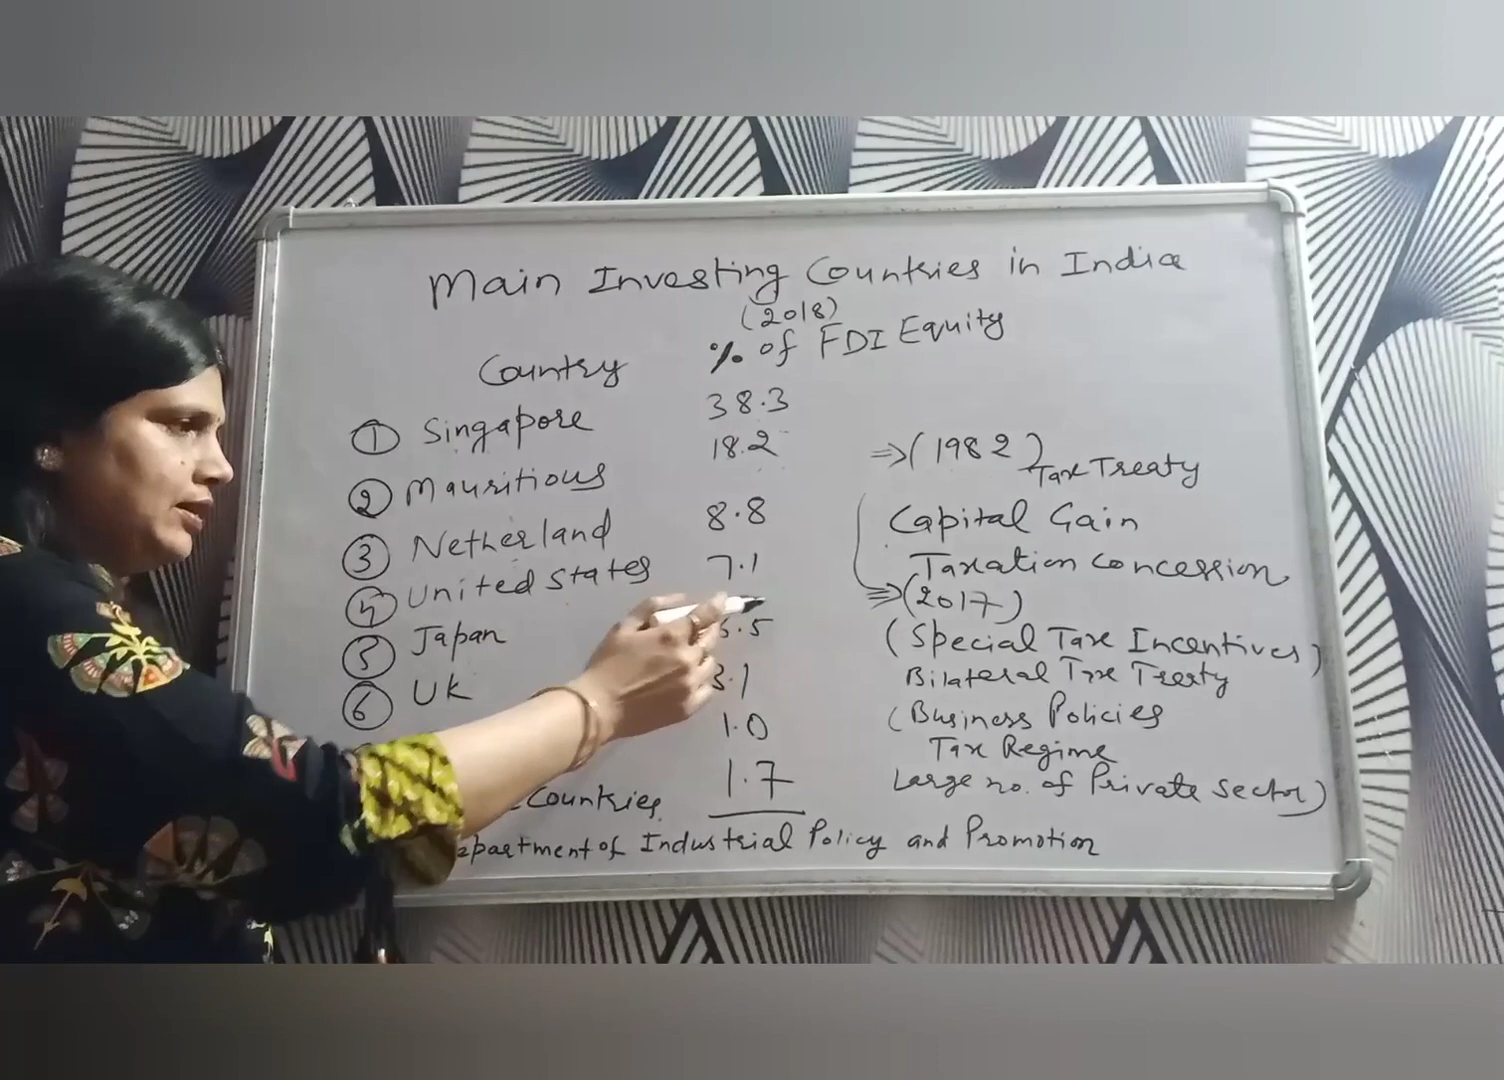 Main Investing Countries in India
(2018)
Country % of FDI Equity
① Singapore 38.3
② Mauritious 18.2
③ Netherland 8.8
④ United States 7.1
⑤ Japan .5
⑥ UK 3.1
1.0
Countries 1.7
epartment of Industrial Policy and Promotion
⇒ (1982) Tax Treaty
Capital Gain
Taxation Concession
⇒ (2017)
(Special Tax Incentives)
Bilateral Tax Treety
(Business Policies
Tax Regime
Large no. of Private Sector)